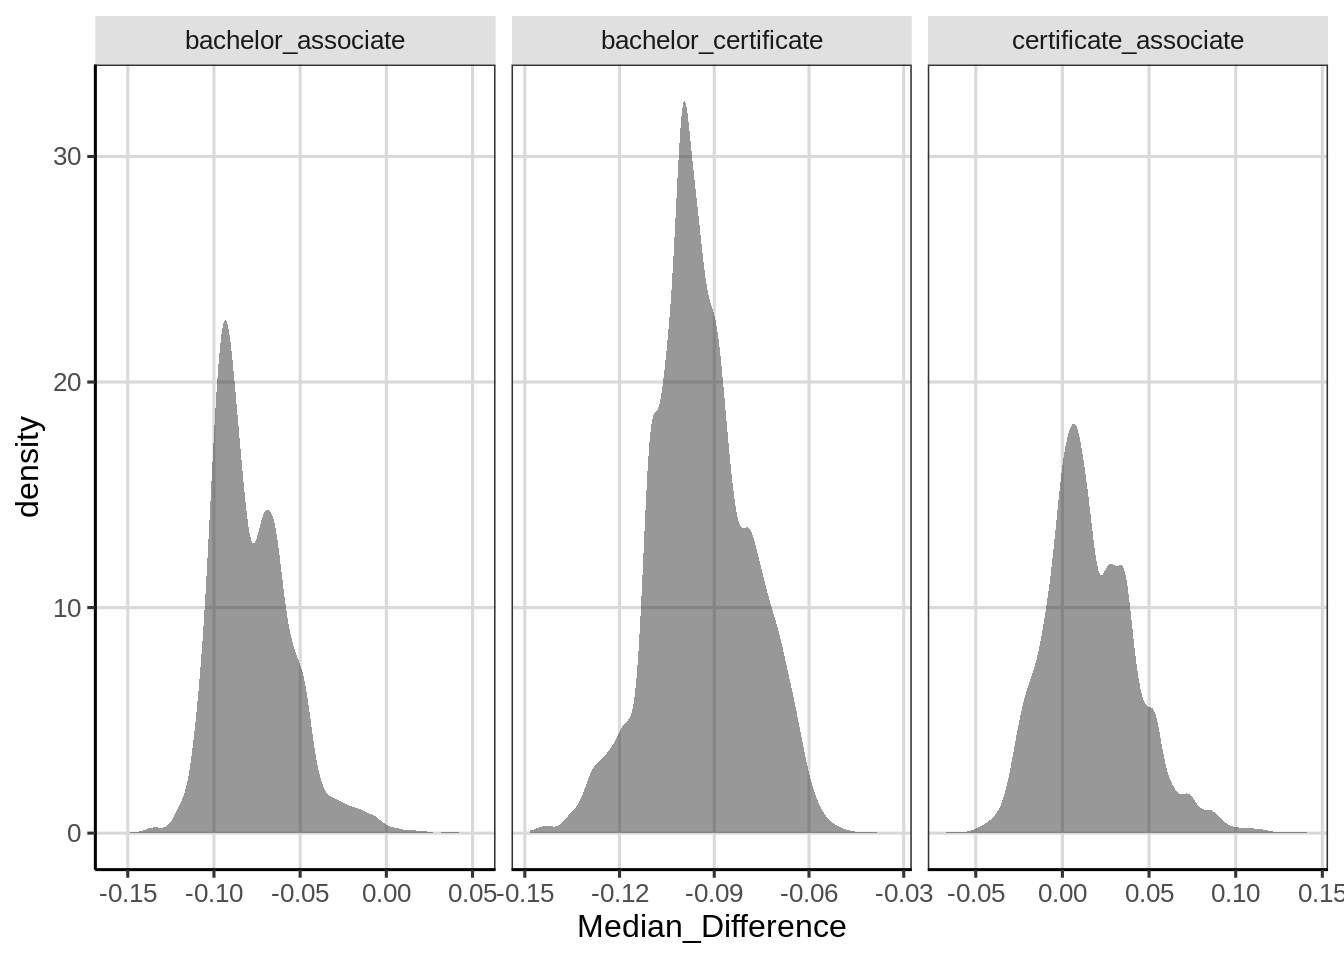 bachelor_associate
bachelor_certificate
certificate_associate
density
30
20
10
0
-0.15 -0.10 -0.05 0.00 0.05
-0.15 -0.12 -0.09 -0.06 -0.03
-0.05 0.00 0.05 0.10 0.15
Median_Difference